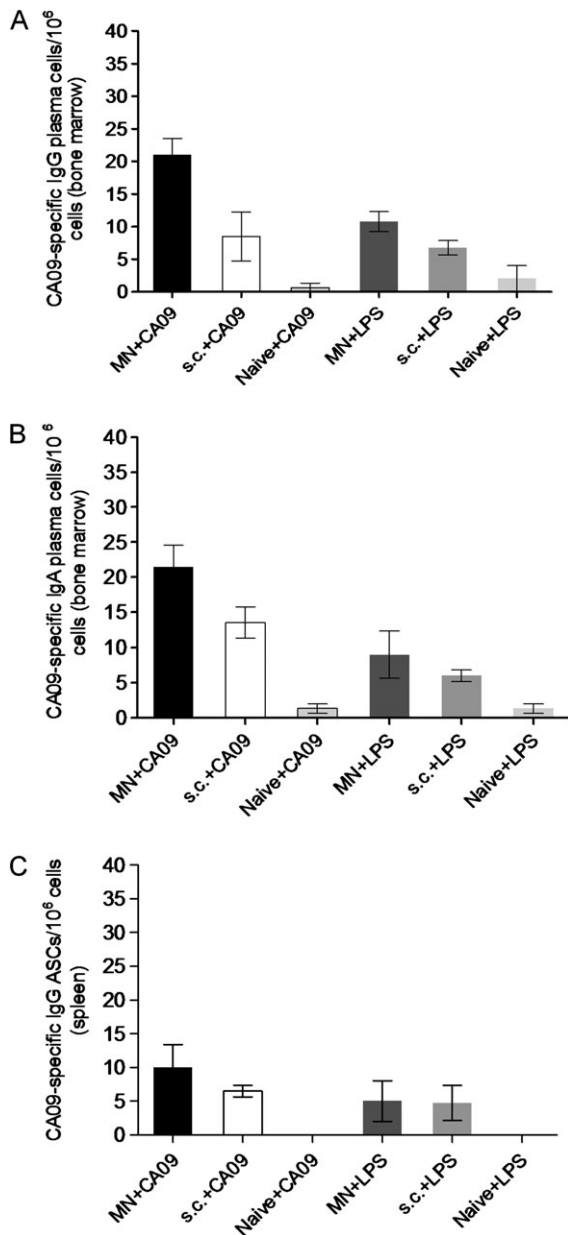 A
CA09-specific IgG plasma cells/10⁶
cells (bone marrow)
40
35
30
25
20
15
10
5
0
MN+CA09
s.c.+CA09
Naive+CA09
MN+LPS
s.c.+LPS
Naive+LPS
B
CA09-specific IgA plasma cells/10⁶
cells (bone marrow)
40
35
30
25
20
15
10
5
0
MN+CA09
s.c.+CA09
Naive+CA09
MN+LPS
s.c.+LPS
Naive+LPS
C
CA09-specific IgG ASCs/10⁶ cells
(spleen)
40
35
30
25
20
15
10
5
0
MN+CA09
s.c.+CA09
Naive+CA09
MN+LPS
s.c.+LPS
Naive+LPS